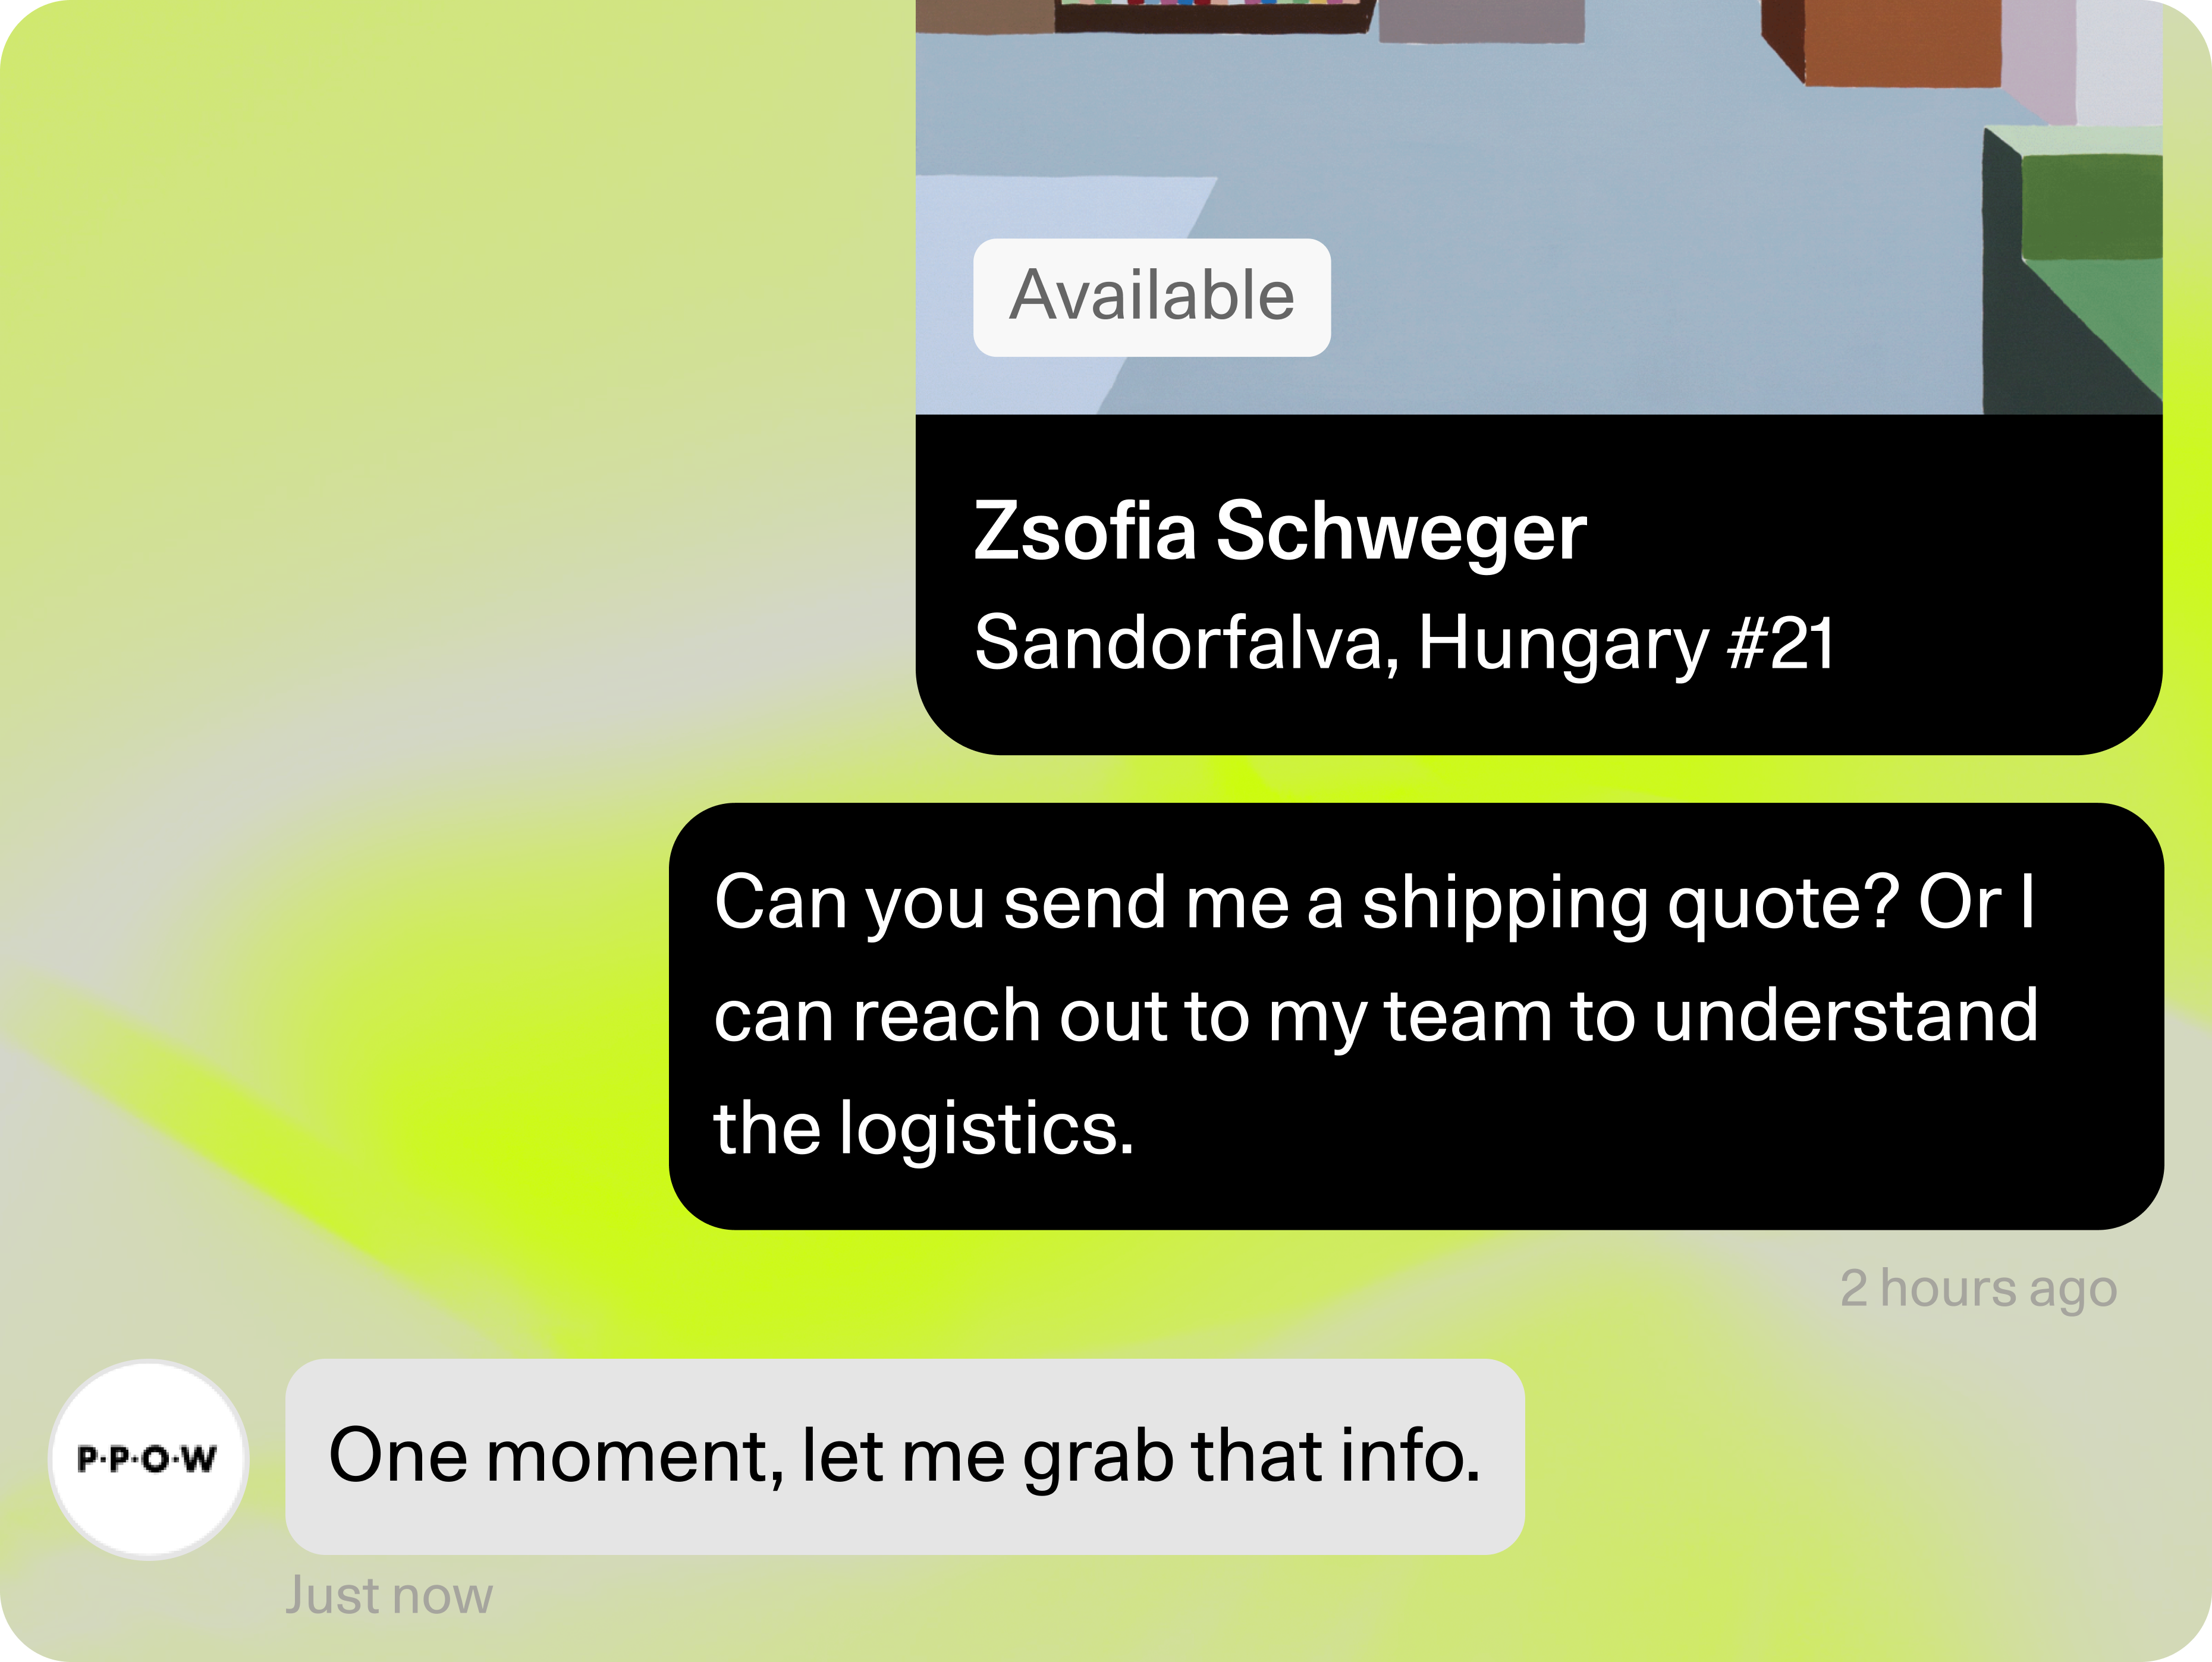 Available
Zsofia Schweger
Sandorfalva, Hungary #21
Can you send me a shipping quote? Or I
can reach out to my team to understand
the logistics.
2 hours ago
P·P·O·W
One moment, let me grab that info.
Just now